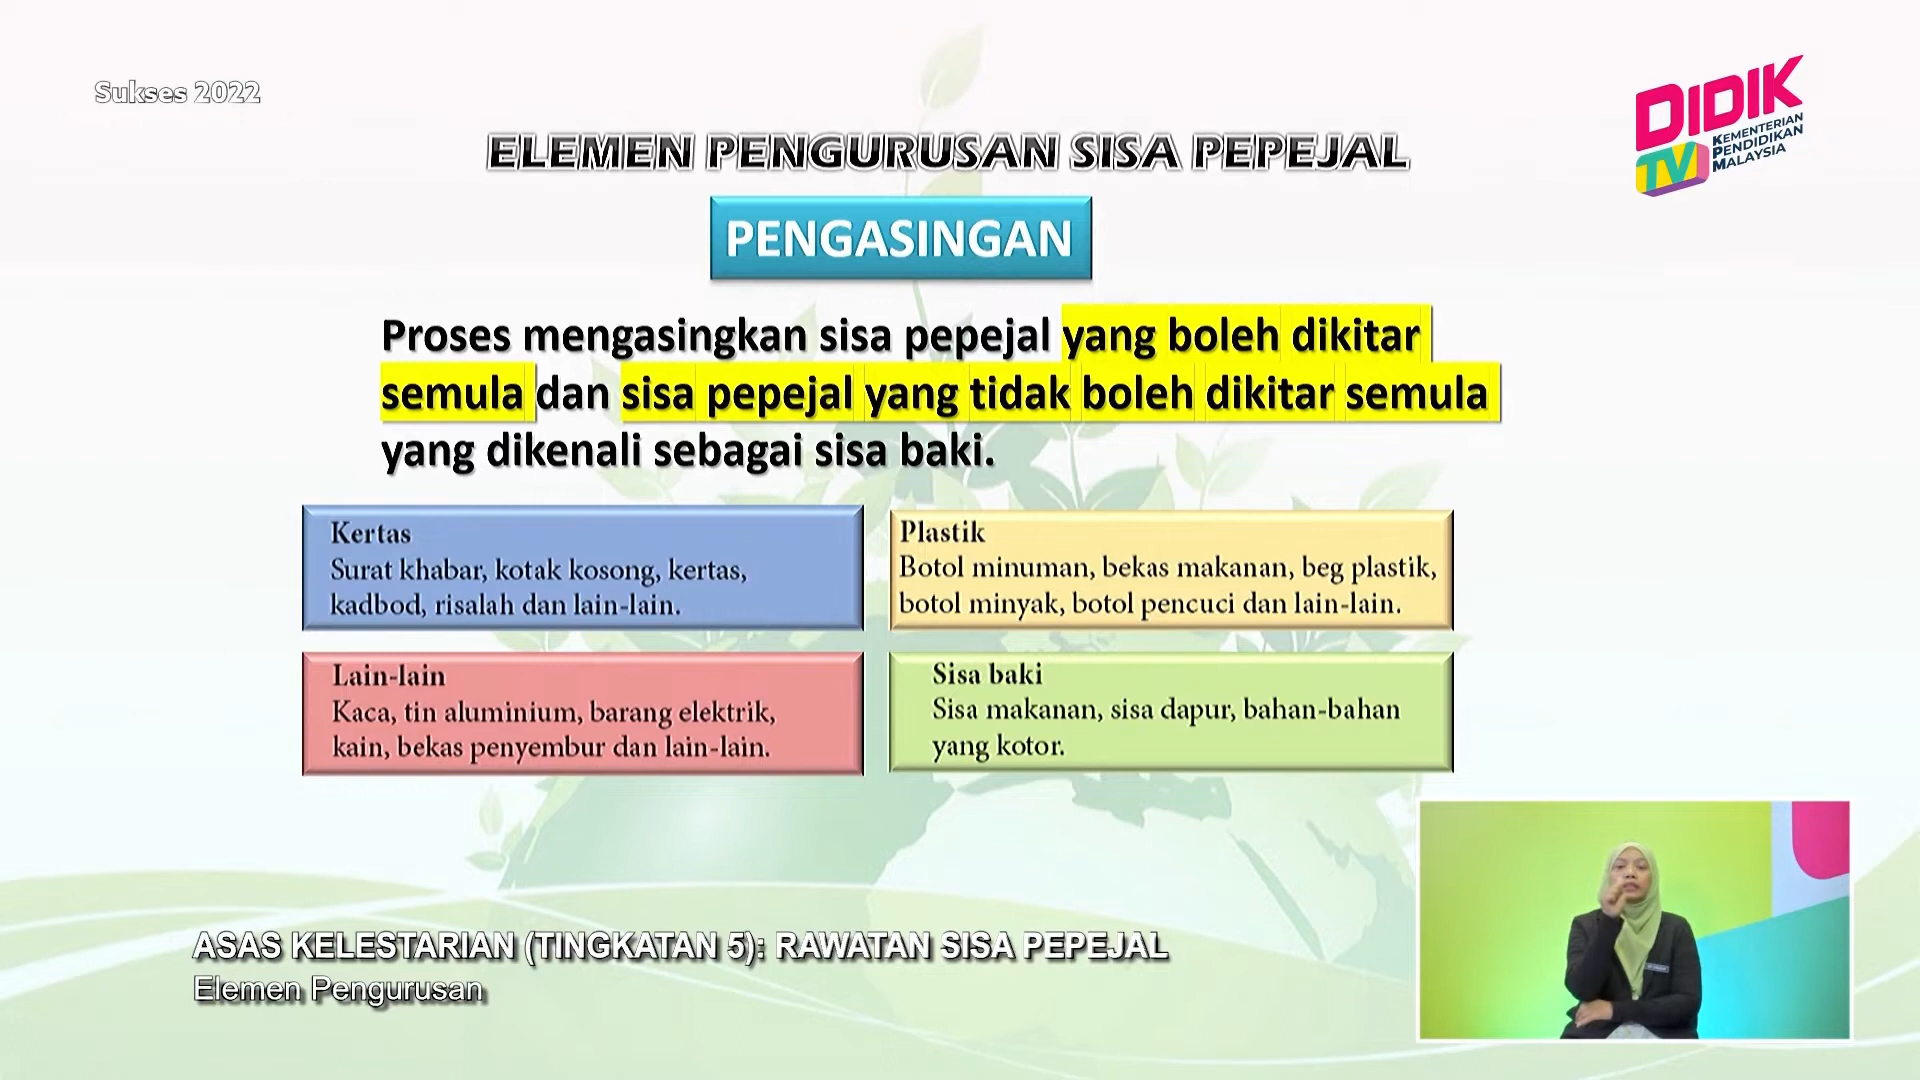 Sukses 2022
DIDIK
TV
KEMENTERIAN
PENDIDIKAN
MALAYSIA
ELEMEN PENGURUSAN SISA PEPEJAL
PENGASINGAN
Proses mengasingkan sisa pepejal yang boleh dikitar
semula dan sisa pepejal yang tidak boleh dikitar semula
yang dikenali sebagai sisa baki.
Kertas
Surat khabar, kotak kosong, kertas,
kadbod, risalah dan lain-lain.
Plastik
Botol minuman, bekas makanan, beg plastik,
botol minyak, botol pencuci dan lain-lain.
Lain-lain
Kaca, tin aluminium, barang elektrik,
kain, bekas penyembur dan lain-lain.
Sisa baki
Sisa makanan, sisa dapur, bahan-bahan
yang kotor.
ASAS KELESTARIAN (TINGKATAN 5): RAWATAN SISA PEPEJAL
Elemen Pengurusan